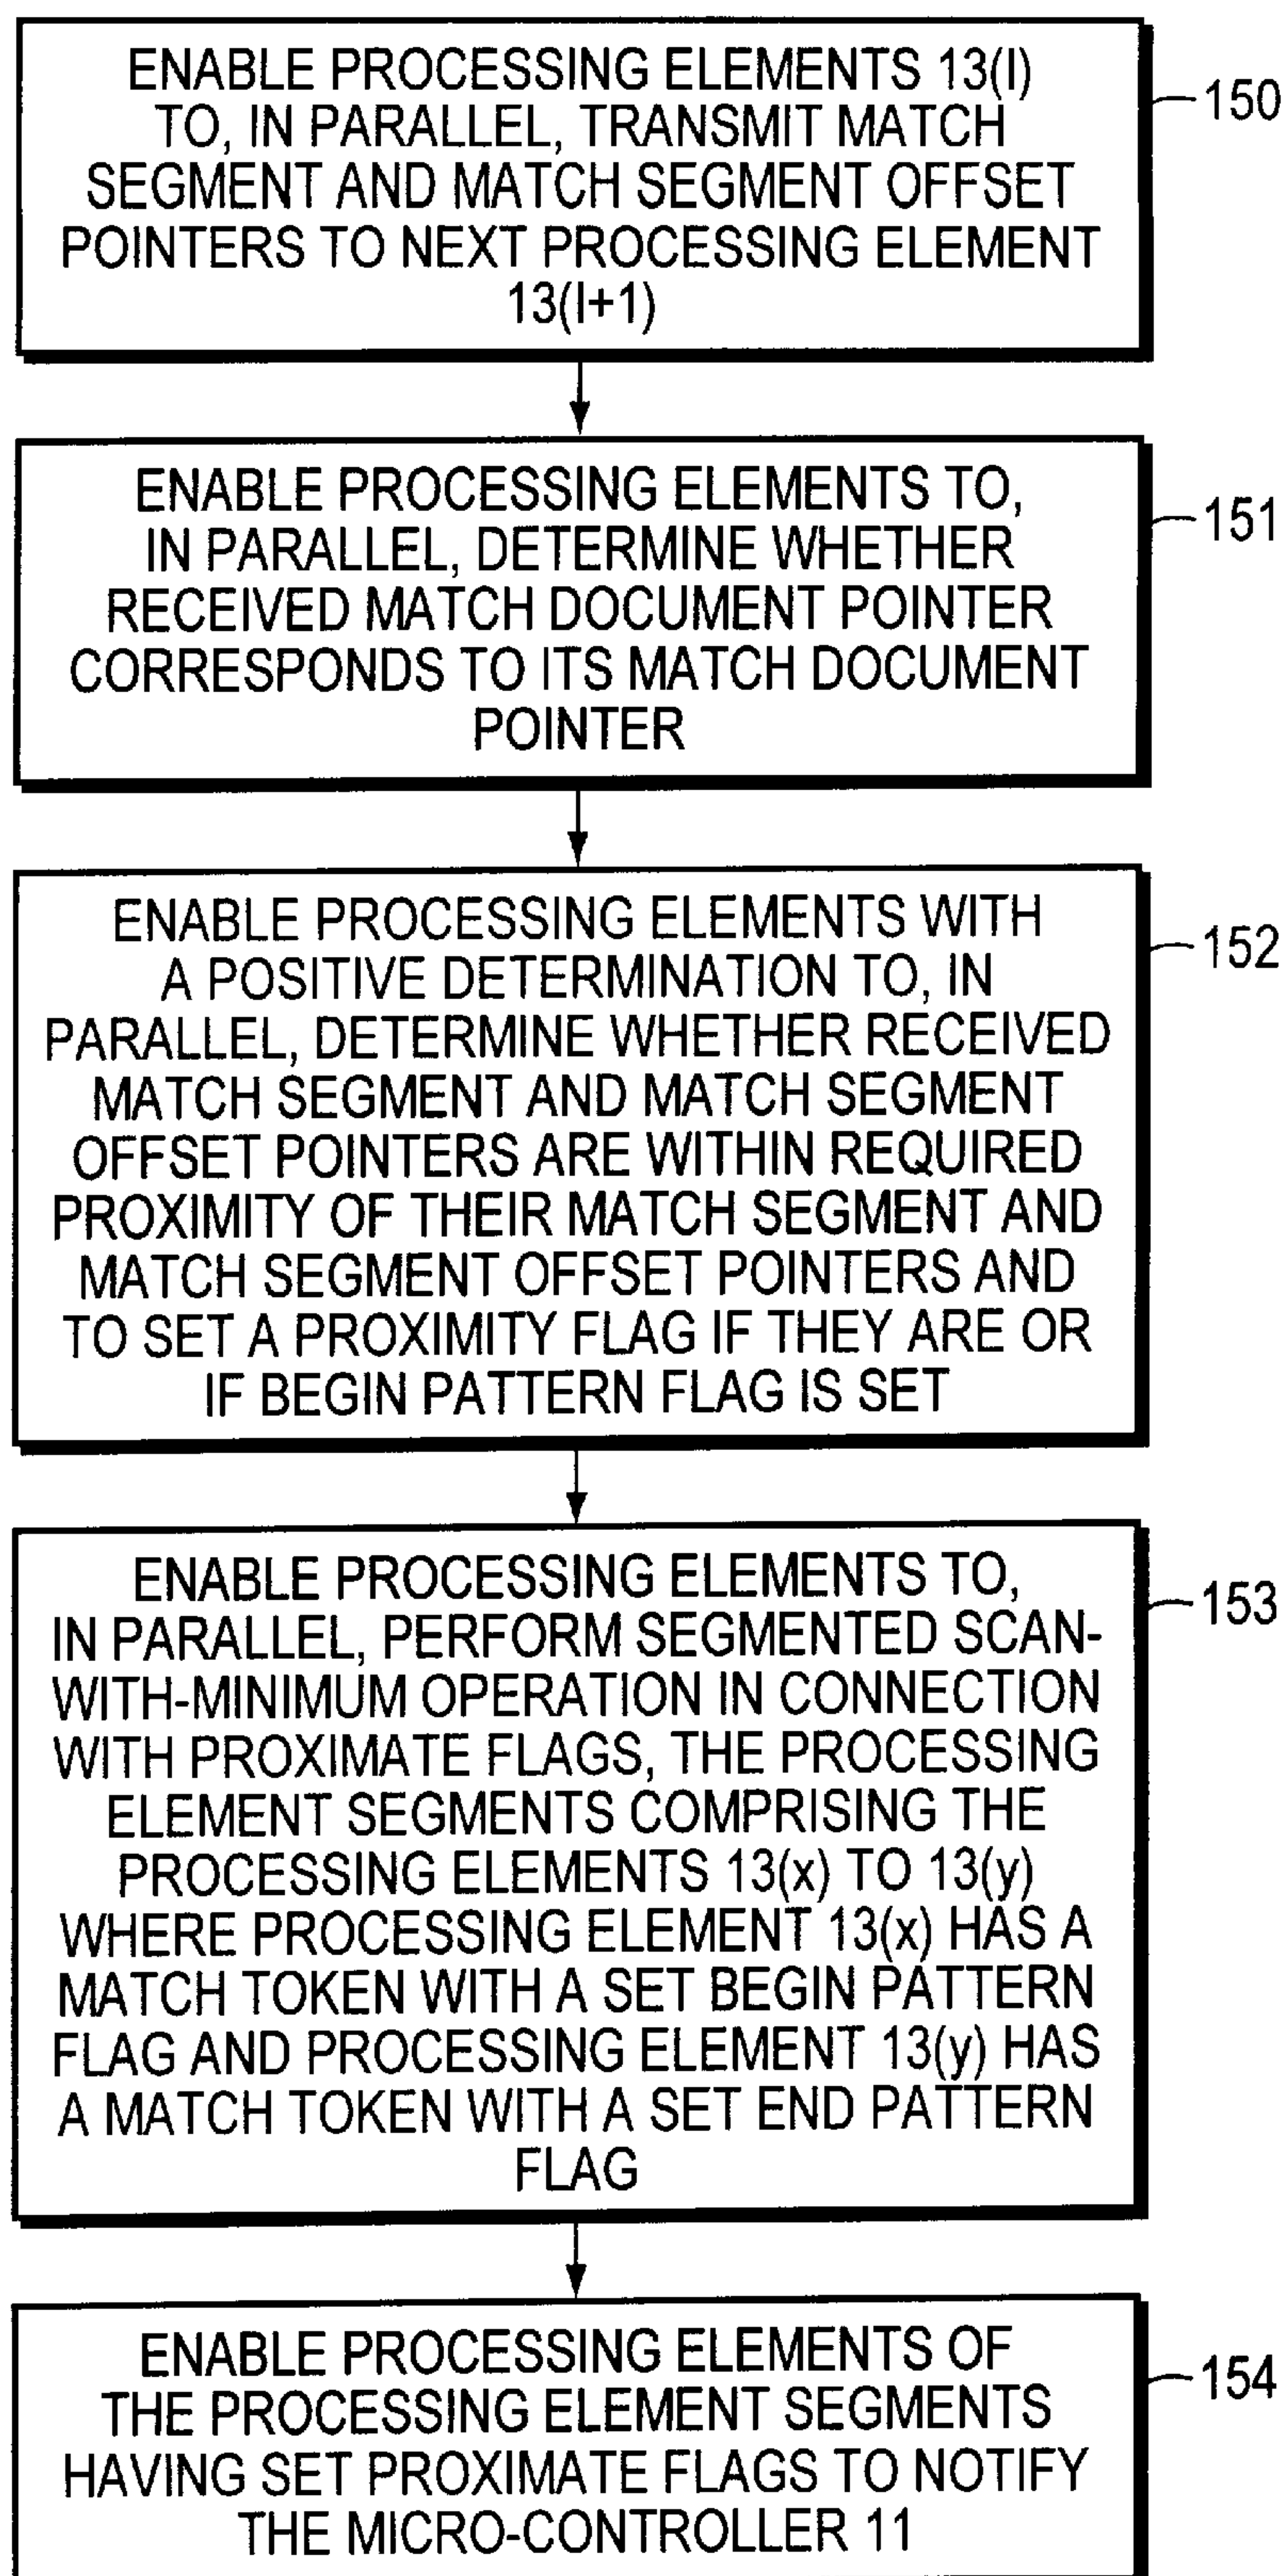 ENABLE PROCESSING ELEMENTS 13(I)
TO, IN PARALLEL, TRANSMIT MATCH
SEGMENT AND MATCH SEGMENT OFFSET
POINTERS TO NEXT PROCESSING ELEMENT
13(I+1)
150
ENABLE PROCESSING ELEMENTS TO,
IN PARALLEL, DETERMINE WHETHER
RECEIVED MATCH DOCUMENT POINTER
CORRESPONDS TO ITS MATCH DOCUMENT
POINTER
151
ENABLE PROCESSING ELEMENTS WITH
A POSITIVE DETERMINATION TO, IN
PARALLEL, DETERMINE WHETHER RECEIVED
MATCH SEGMENT AND MATCH SEGMENT
OFFSET POINTERS ARE WITHIN REQUIRED
PROXIMITY OF THEIR MATCH SEGMENT AND
MATCH SEGMENT OFFSET POINTERS AND
TO SET A PROXIMITY FLAG IF THEY ARE OR
IF BEGIN PATTERN FLAG IS SET
152
ENABLE PROCESSING ELEMENTS TO,
IN PARALLEL, PERFORM SEGMENTED SCAN-
WITH-MINIMUM OPERATION IN CONNECTION
WITH PROXIMATE FLAGS, THE PROCESSING
ELEMENT SEGMENTS COMPRISING THE
PROCESSING ELEMENTS 13(x) TO 13(y)
WHERE PROCESSING ELEMENT 13(x) HAS A
MATCH TOKEN WITH A SET BEGIN PATTERN
FLAG AND PROCESSING ELEMENT 13(y) HAS
A MATCH TOKEN WITH A SET END PATTERN
FLAG
153
ENABLE PROCESSING ELEMENTS OF
THE PROCESSING ELEMENT SEGMENTS
HAVING SET PROXIMATE FLAGS TO NOTIFY
THE MICRO-CONTROLLER 11
154